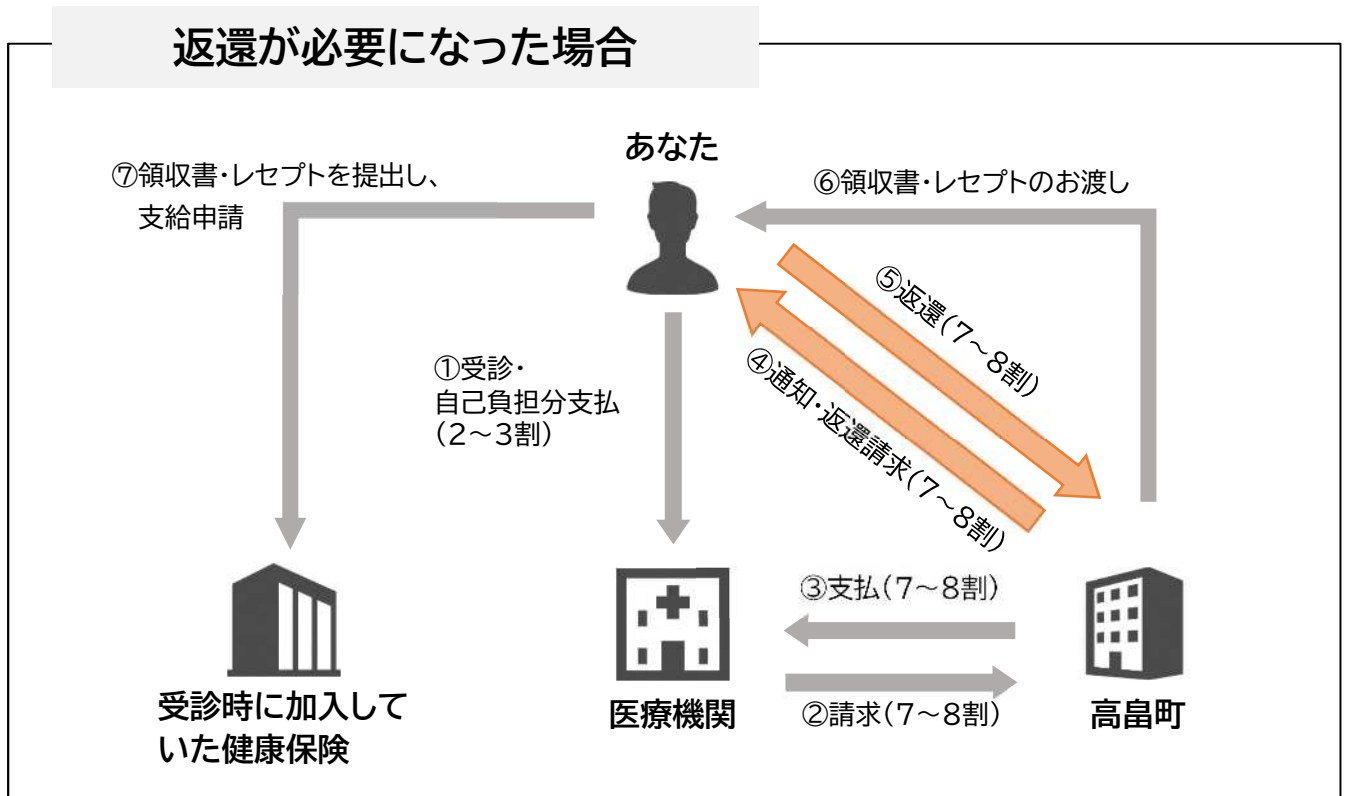 返還が必要になった場合
あなた
⑦領収書・レセプトを提出し、
支給申請
⑥領収書・レセプトのお渡し
⑤返還(7～8割)
④通知・返還請求(7～8割)
①受診・
自己負担分支払
(2～3割)
③支払(7～8割)
②請求(7～8割)
受診時に加入して
いた健康保険
医療機関
高畠町